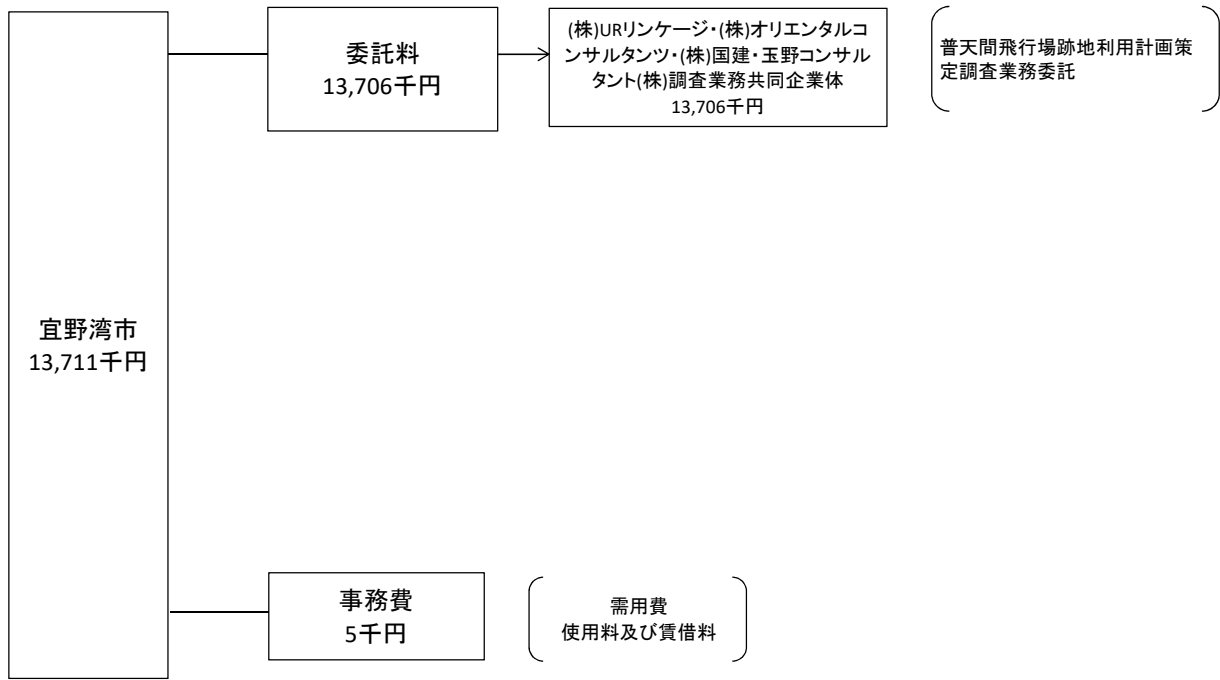 宜野湾市
13,711千円
委託料
13,706千円
(株)URリンケージ・(株)オリエンタルコ
ンサルタンツ・(株)国建・玉野コンサル
タント(株)調査業務共同企業体
13,706千円
普天間飛行場跡地利用計画策
定調査業務委託
事務費
5千円
需用費
使用料及び賃借料